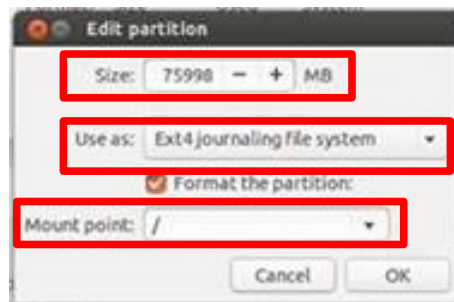 Edit partition
Size: 75998 − + MB
Use as: Ext4 journaling file system
Format the partition:
Mount point: /
Cancel OK